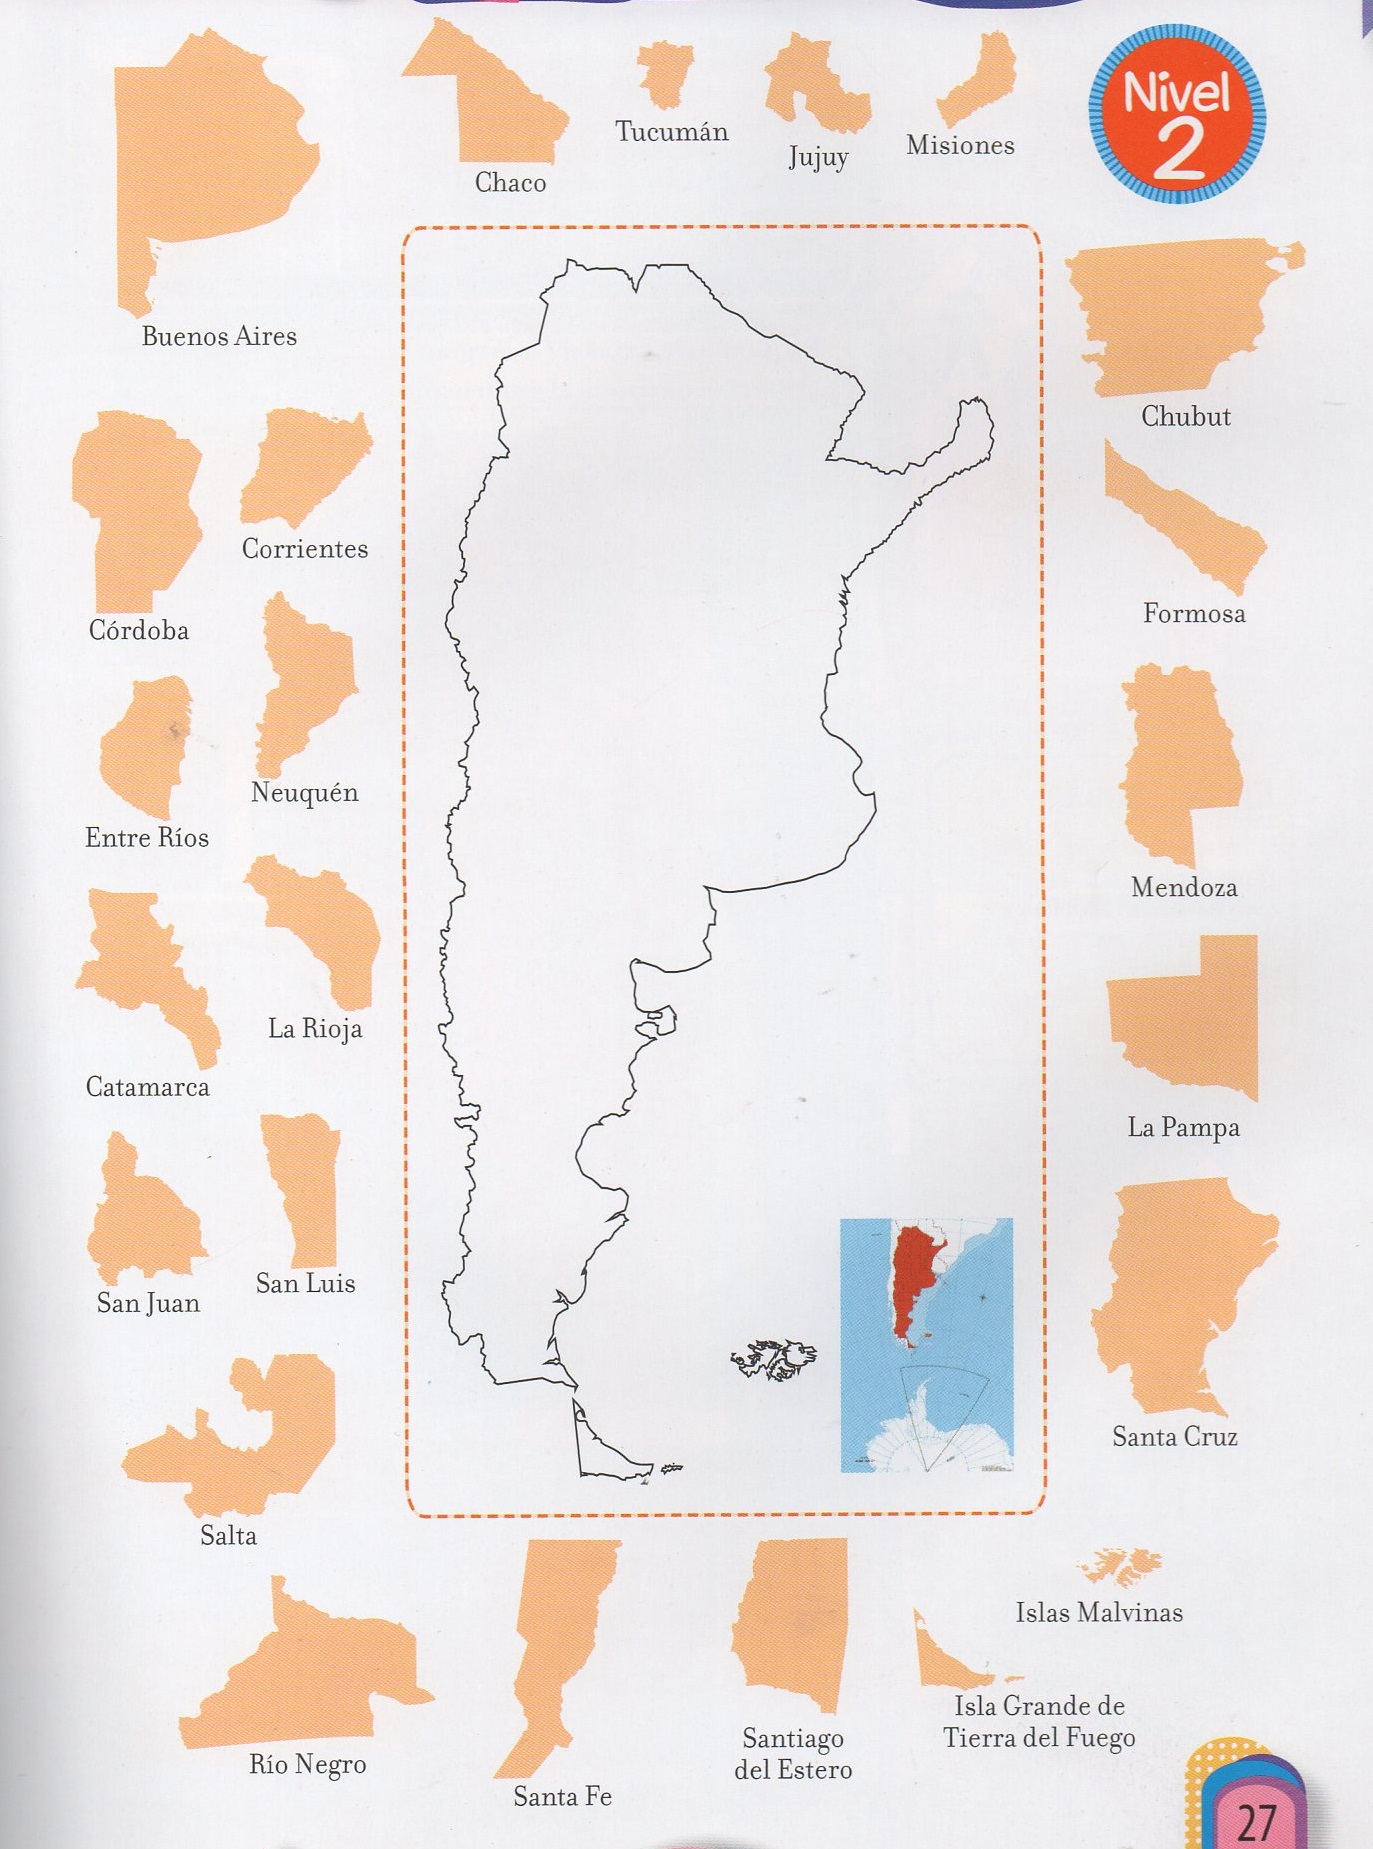 Nivel
2
Buenos Aires
Chaco
Tucumán
Jujuy
Misiones
Chubut
Córdoba
Corrientes
Formosa
Entre Ríos
Neuquén
Mendoza
Catamarca
La Rioja
La Pampa
San Juan
San Luis
Santa Cruz
Salta
Río Negro
Santa Fe
Santiago
del Estero
Isla Grande de
Tierra del Fuego
Islas Malvinas
27